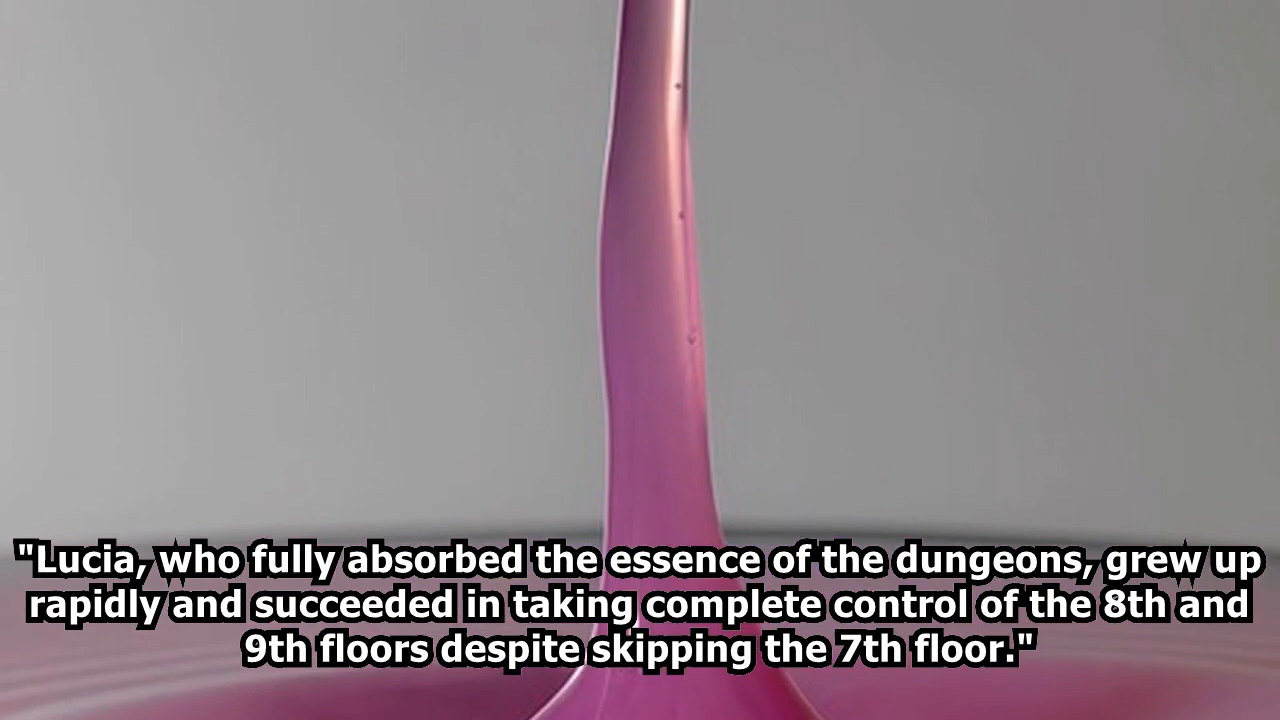 "Lucia, who fully absorbed the essence of the dungeons, grew up
rapidly and succeeded in taking complete control of the 8th and
9th floors despite skipping the 7th floor."